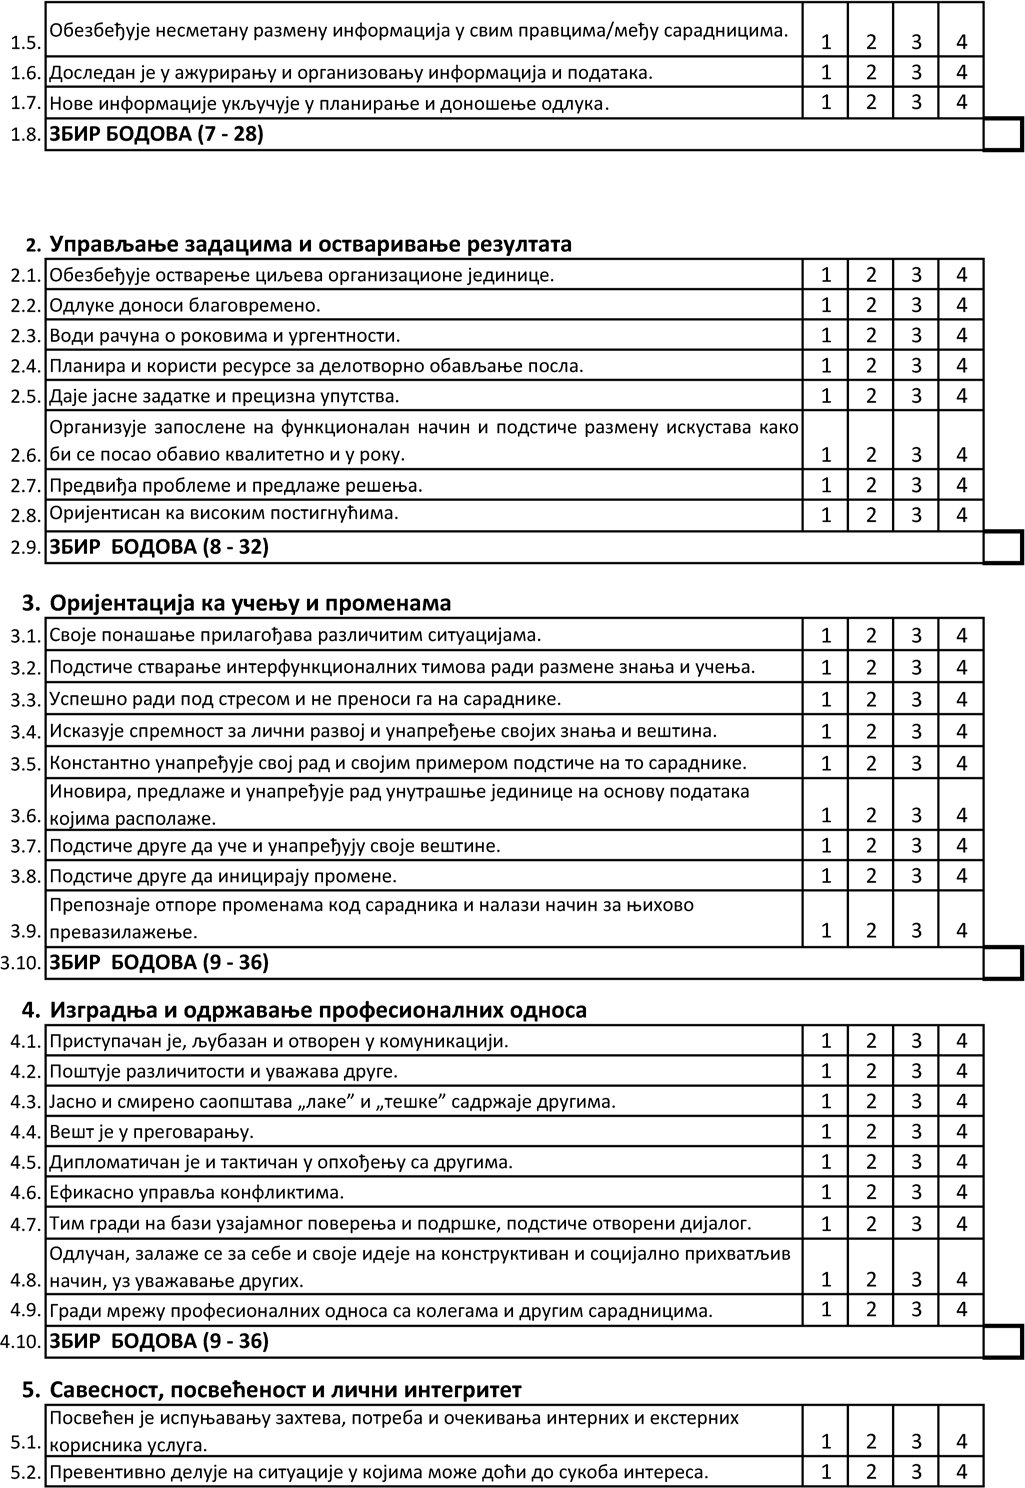 1.5. Обезбеђује несметану размену информација у свим правцима/међу сарадницима. 1 2 3 4
1.6. Доследан је у ажурирању и организовању информација и података. 1 2 3 4
1.7. Нове информације укључује у планирање и доношење одлука. 1 2 3 4
1.8. ЗБИР БОДОВА (7 - 28)
2. Управљање задацима и остваривање резултата
2.1. Обезбеђује остварење циљева организационе јединице. 1 2 3 4
2.2. Одлуке доноси благовремено. 1 2 3 4
2.3. Води рачуна о роковима и ургентности. 1 2 3 4
2.4. Планира и користи ресурсе за делотворно обављање посла. 1 2 3 4
2.5. Даје јасне задатке и прецизна упутства. 1 2 3 4
Организује запослене на функционалан начин и подстиче размену искустава како
2.6. би се посао обавио квалитетно и у року. 1 2 3 4
2.7. Предвиђа проблеме и предлаже решења. 1 2 3 4
2.8. Оријентисан ка високим постигнућима. 1 2 3 4
2.9. ЗБИР БОДОВА (8 - 32)
3. Оријентација ка учењу и променама
3.1. Своје понашање прилагођава различитим ситуацијама. 1 2 3 4
3.2. Подстиче стварање интерфункционалних тимова ради размене знања и учења. 1 2 3 4
3.3. Успешно ради под стресом и не преноси га на сараднике. 1 2 3 4
3.4. Исказује спремност за лични развој и унапређење својих знања и вештина. 1 2 3 4
3.5. Константно унапређује свој рад и својим примером подстиче на то сараднике. 1 2 3 4
Иновира, предлаже и унапређује рад унутрашње јединице на основу података
3.6. којима располаже. 1 2 3 4
3.7. Подстиче друге да уче и унапређују своје вештине. 1 2 3 4
3.8. Подстиче друге да иницирају промене. 1 2 3 4
Препознаје отпоре променама код сарадника и налази начин за њихово
3.9. превазилажење. 1 2 3 4
3.10. ЗБИР БОДОВА (9 - 36)
4. Изградња и одржавање професионалних односа
4.1. Приступачан је, љубазан и отворен у комуникацији. 1 2 3 4
4.2. Поштује различитости и уважава друге. 1 2 3 4
4.3. Јасно и смирено саопштава „лаке” и „тешке” садржаје другима. 1 2 3 4
4.4. Вешт је у преговарању. 1 2 3 4
4.5. Дипломатичан је и тактичан у опхођењу са другима. 1 2 3 4
4.6. Ефикасно управља конфликтима. 1 2 3 4
4.7. Тим гради на бази узајамног поверења и подршке, подстиче отворени дијалог. 1 2 3 4
Одлучан, залаже се за себе и своје идеје на конструктиван и социјално прихватљив
4.8. начин, уз уважавање других. 1 2 3 4
4.9. Гради мрежу професионалних односа са колегама и другим сарадницима. 1 2 3 4
4.10. ЗБИР БОДОВА (9 - 36)
5. Савесност, посвећеност и лични интегритет
Посвећен је испуњавању захтева, потреба и очекивања интерних и екстерних
5.1. корисника услуга. 1 2 3 4
5.2. Превентивно делује на ситуације у којима може доћи до сукоба интереса. 1 2 3 4